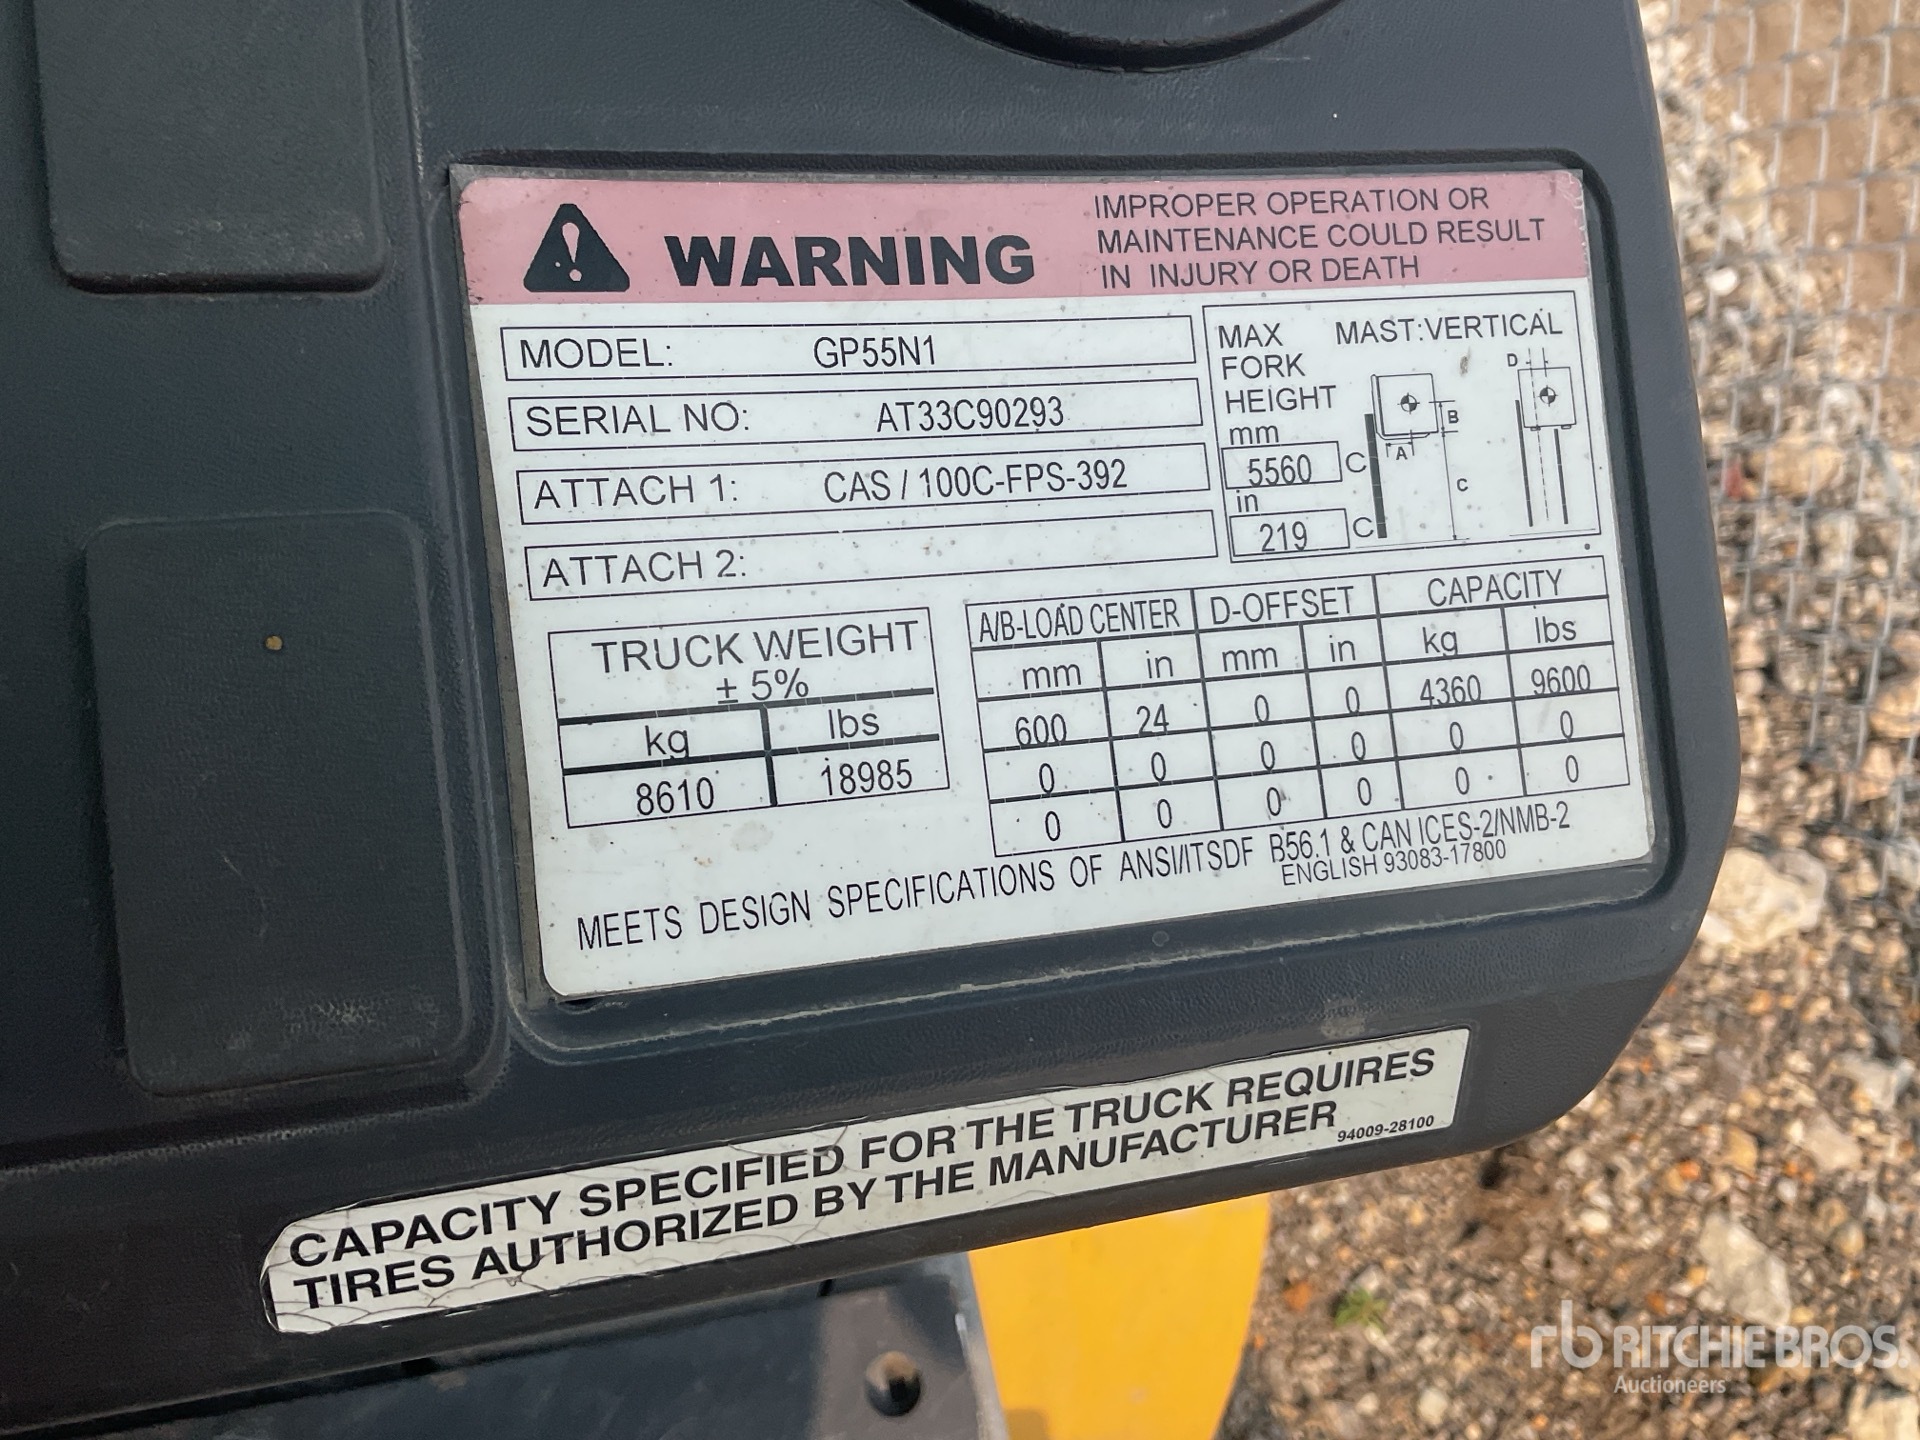 WARNING
IMPROPER OPERATION OR
MAINTENANCE COULD RESULT
IN INJURY OR DEATH
MODEL: GP55N1
SERIAL NO: AT33C90293
ATTACH 1: CAS / 100C-FPS-392
ATTACH 2:
MAX MAST:VERTICAL
FORK
HEIGHT
mm
5560 C
in
219 C
D
B
A
C
TRUCK WEIGHT
± 5%
kg lbs
8610 18985
A/B-LOAD CENTER D-OFFSET CAPACITY
mm in mm in kg lbs
600 24 0 0 4360 9600
0 0 0 0 0 0
0 0 0 0 0 0
MEETS DESIGN SPECIFICATIONS OF ANSI/ITSDF B56.1 & CAN ICES-2/NMB-2
ENGLISH 93083-17800
CAPACITY SPECIFIED FOR THE TRUCK REQUIRES
TIRES AUTHORIZED BY THE MANUFACTURER 94009-28100
rb RITCHIE BROS.
Auctioneers